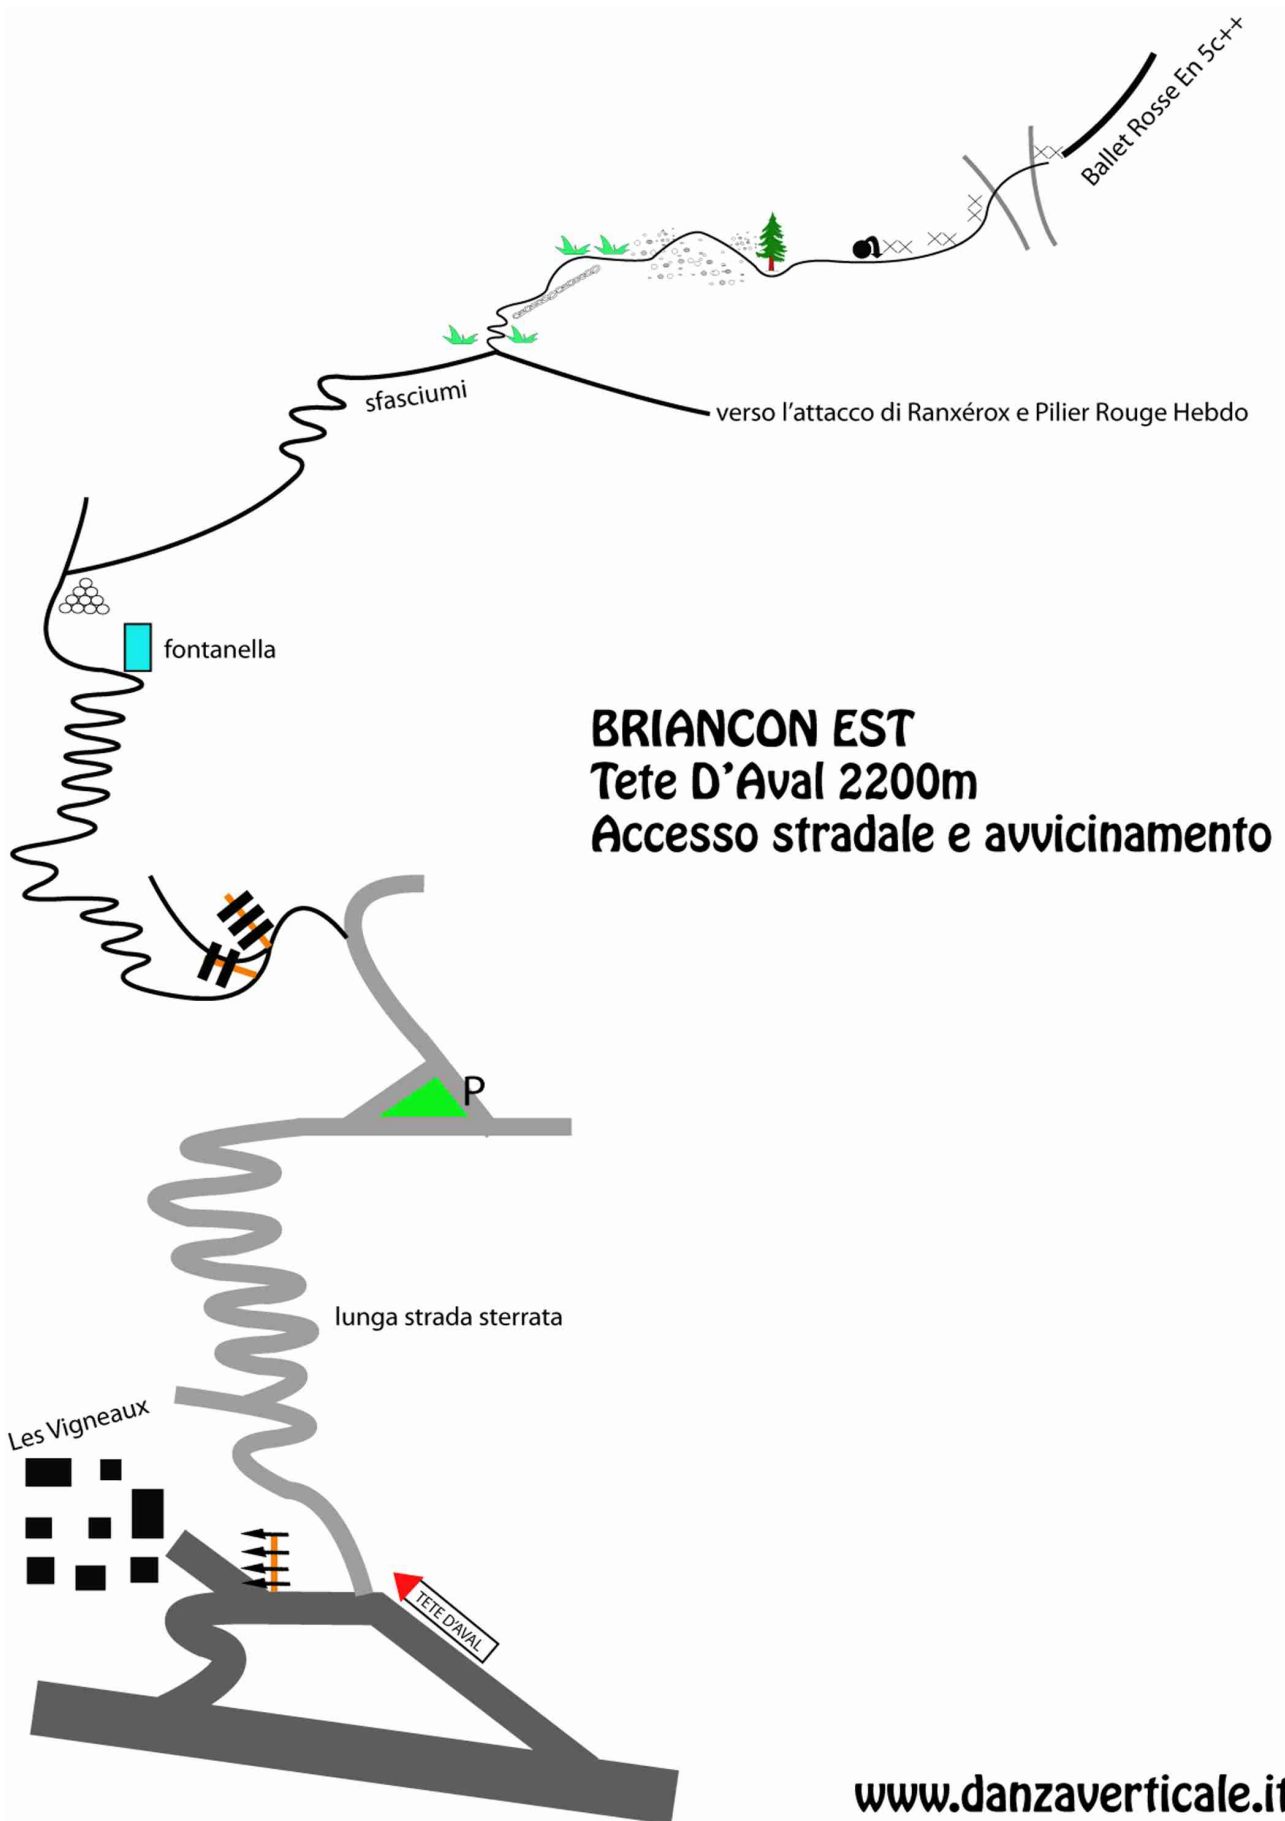 Ballet Rosse En 5c++
sfasciumi
verso l'attacco di Ranxérox e Pilier Rouge Hebdo
fontanella
BRIANCON EST
Tete D'Aval 2200m
Accesso stradale e avvicinamento
P
lunga strada sterrata
Les Vigneaux
TETE D'AVAL
www.danzaverticale.it